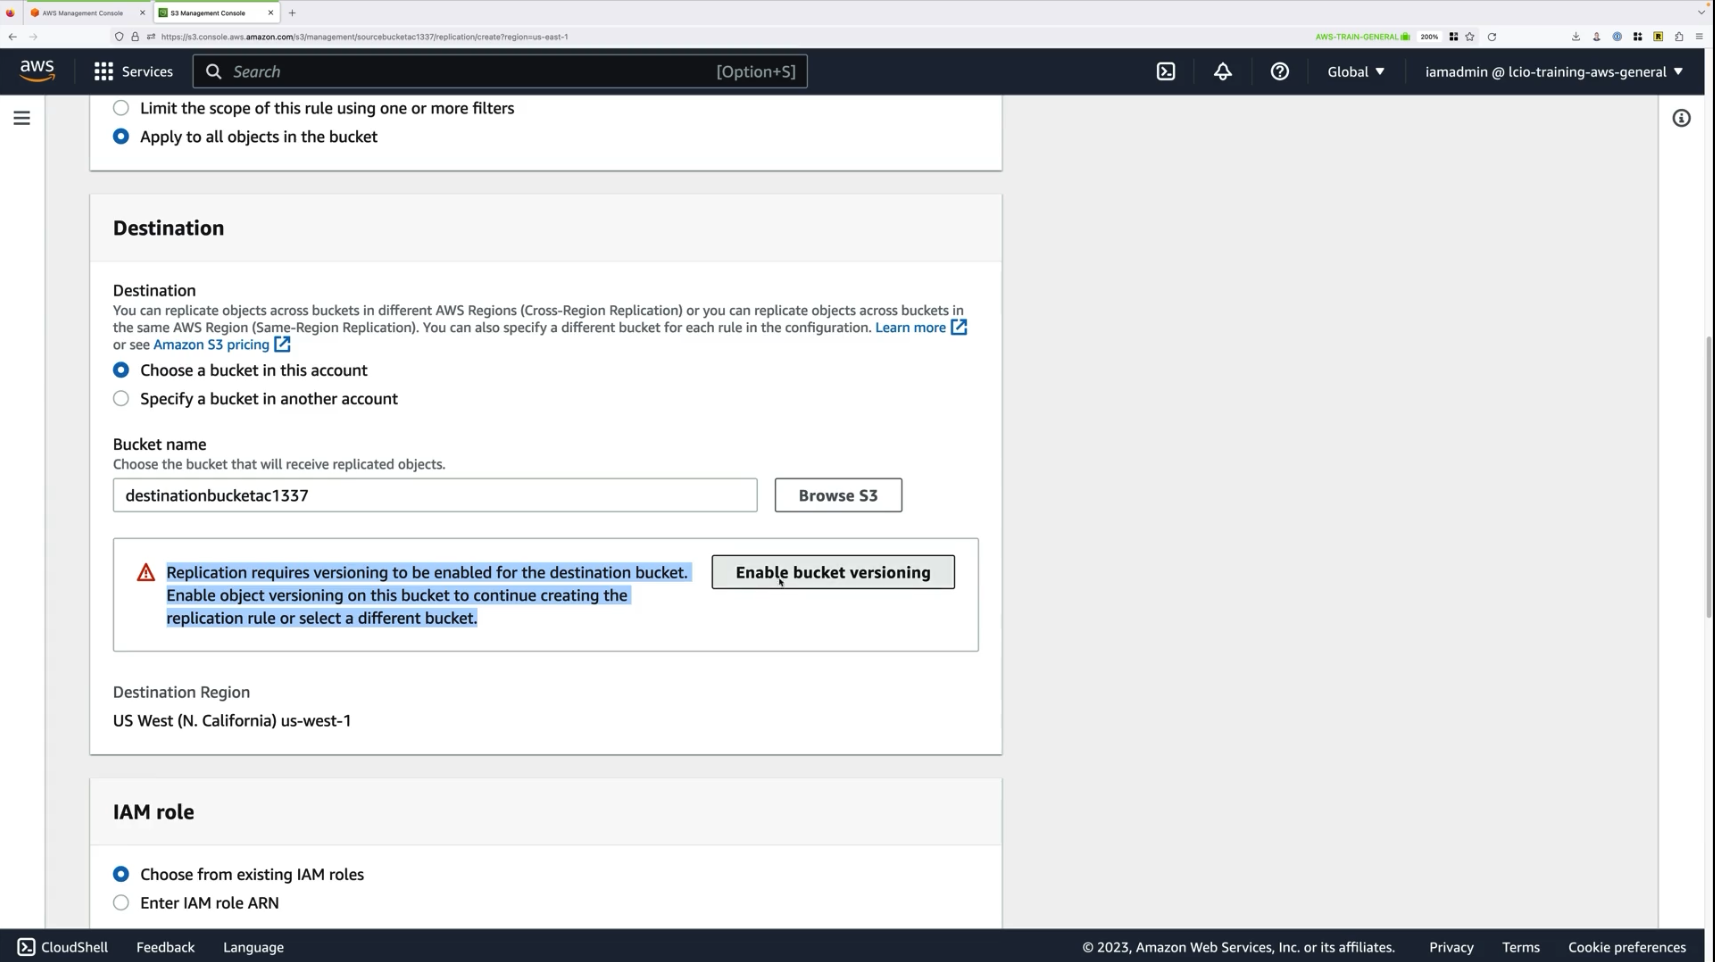 AWS Management Console
S3 Management Console
https://s3.console.aws.amazon.com/s3/management/sourcebucketac1337/replication/create?region=us-east-1
AWS-TRAIN-GENERAL
200%
aws
Services
Search
[Option+S]
Global
iamadmin @ lcio-training-aws-general
Limit the scope of this rule using one or more filters
Apply to all objects in the bucket
Destination
Destination
You can replicate objects across buckets in different AWS Regions (Cross-Region Replication) or you can replicate objects across buckets in
the same AWS Region (Same-Region Replication). You can also specify a different bucket for each rule in the configuration. Learn more
or see Amazon S3 pricing
Choose a bucket in this account
Specify a bucket in another account
Bucket name
Choose the bucket that will receive replicated objects.
destinationbucketac1337
Browse S3
Replication requires versioning to be enabled for the destination bucket.
Enable object versioning on this bucket to continue creating the
replication rule or select a different bucket.
Enable bucket versioning
Destination Region
US West (N. California) us-west-1
IAM role
Choose from existing IAM roles
Enter IAM role ARN
CloudShell
Feedback
Language
© 2023, Amazon Web Services, Inc. or its affiliates.
Privacy
Terms
Cookie preferences